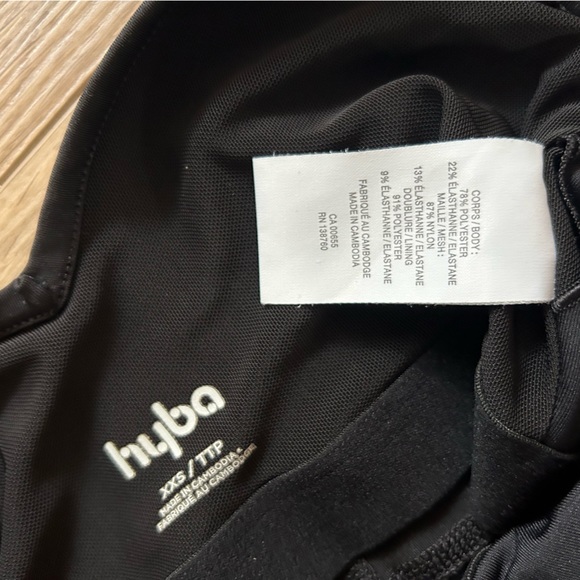 CORPS / BODY :
78% POLYESTER
22% ÉLASTHANNE / ELASTANE
MAILLE / MESH :
87% NYLON
13% ÉLASTHANNE / ELASTANE
DOUBLURE / LINING
91% POLYESTER
9% ÉLASTHANNE / ELASTANE
FABRIQUÉ AU CAMBODGE
MADE IN CAMBODIA
CA 00655
RN 138760
hyba
XXS / TTP
MADE IN CAMBODIA •
FABRIQUÉ AU CAMBODGE